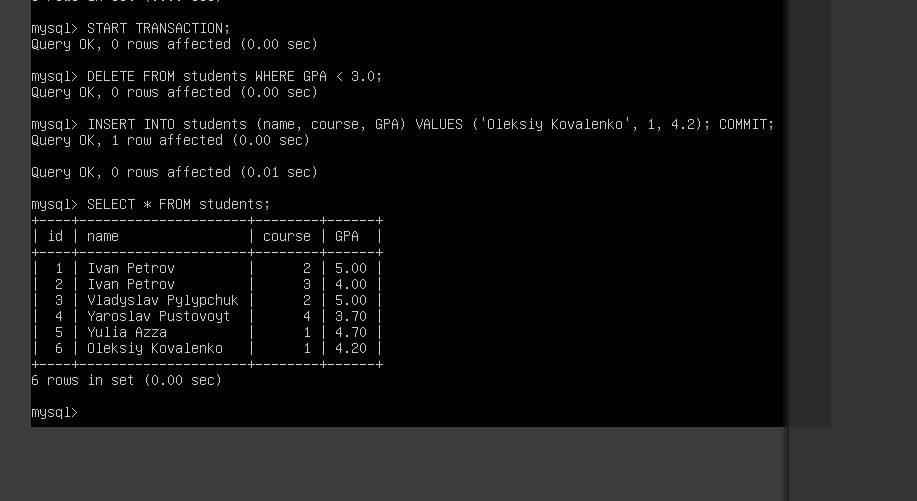 mysql> START TRANSACTION;
Query OK, 0 rows affected (0.00 sec)
mysql> DELETE FROM students WHERE GPA < 3.0;
Query OK, 0 rows affected (0.00 sec)
mysql> INSERT INTO students (name, course, GPA) VALUES ('Oleksiy Kovalenko', 1, 4.2); COMMIT;
Query OK, 1 row affected (0.00 sec)
Query OK, 0 rows affected (0.01 sec)
mysql> SELECT * FROM students;
+----+--------------------+--------+------+
| id | name | course | GPA |
+----+--------------------+--------+------+
| 1 | Ivan Petrov | 2 | 5.00 |
| 2 | Ivan Petrov | 3 | 4.00 |
| 3 | Vladyslav Pylypchuk | 2 | 5.00 |
| 4 | Yaroslav Pustovoyt | 4 | 3.70 |
| 5 | Yulia Azza | 1 | 4.70 |
| 6 | Oleksiy Kovalenko | 1 | 4.20 |
+----+--------------------+--------+------+
6 rows in set (0.00 sec)
mysql>